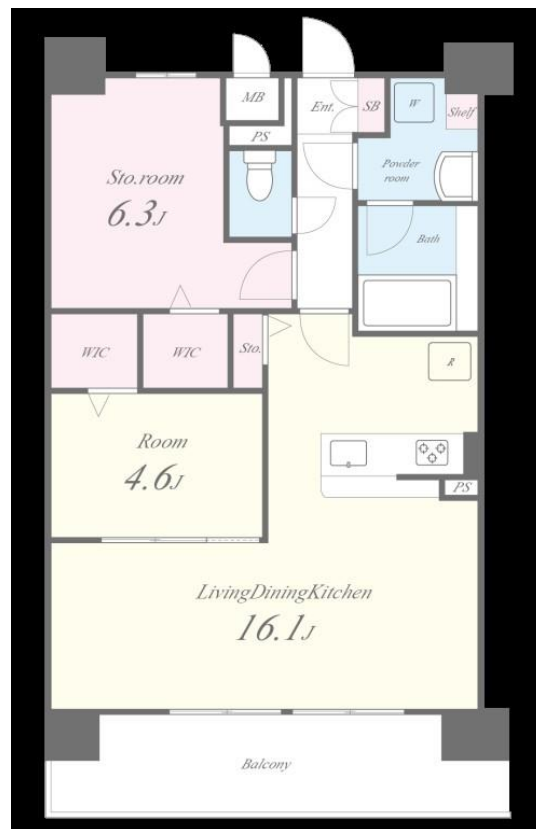 MB
Ent.
SB
W
Shelf
PS
Powder
room
Sto.room
6.3J
Bath
WIC
WIC
Sto.
R
Room
4.6J
PS
LivingDiningKitchen
16.1J
Balcony